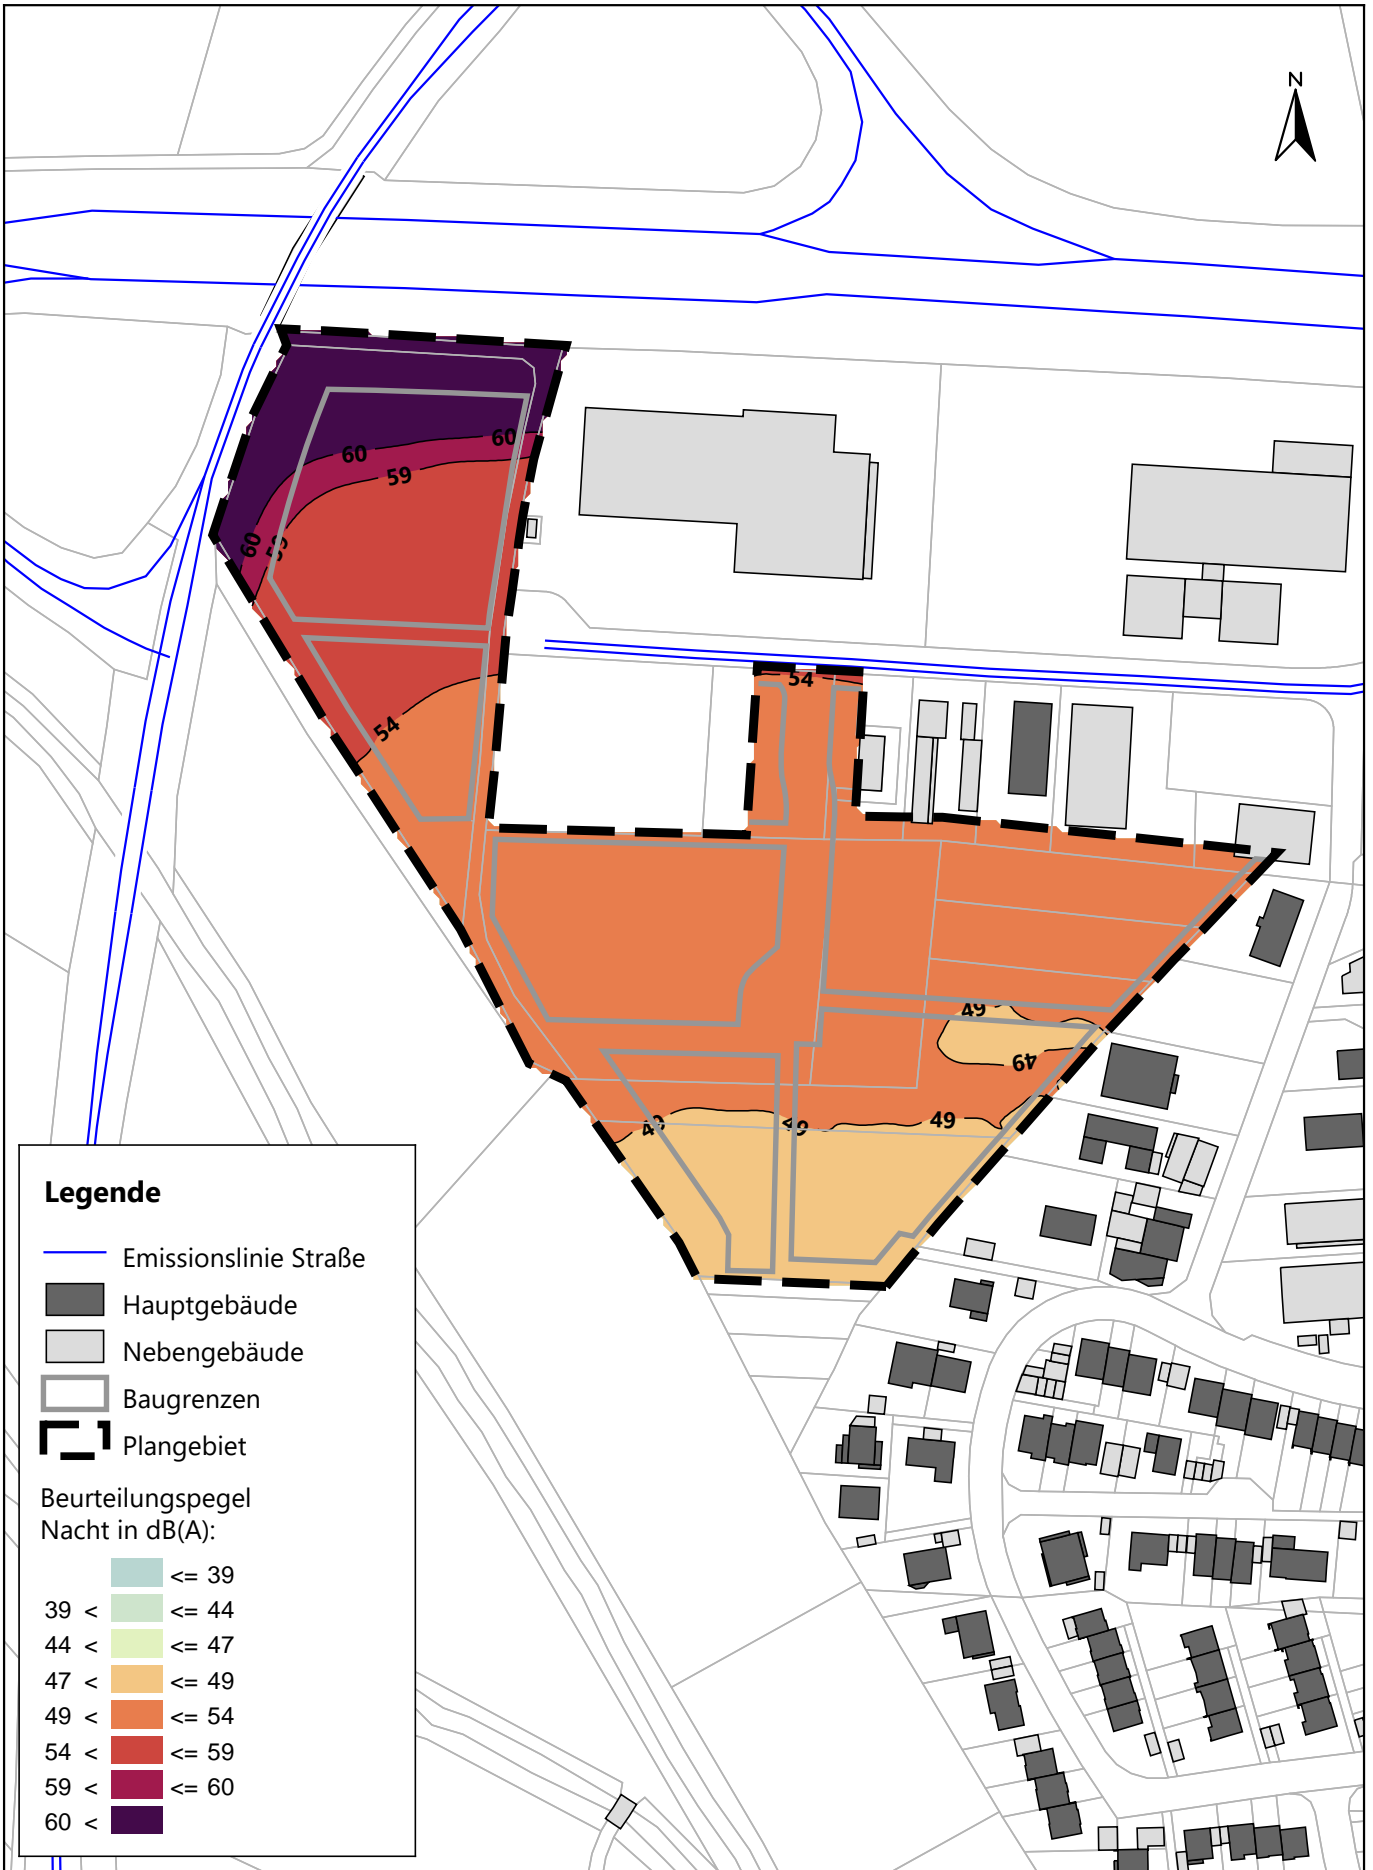 N
60
60
59
60
59
54
54
49
49
49
49
49
Legende
Emissionslinie Straße
Hauptgebäude
Nebengebäude
Baugrenzen
Plangebiet
Beurteilungspegel
Nacht in dB(A):
<= 39
39 < <= 44
44 < <= 47
47 < <= 49
49 < <= 54
54 < <= 59
59 < <= 60
60 <